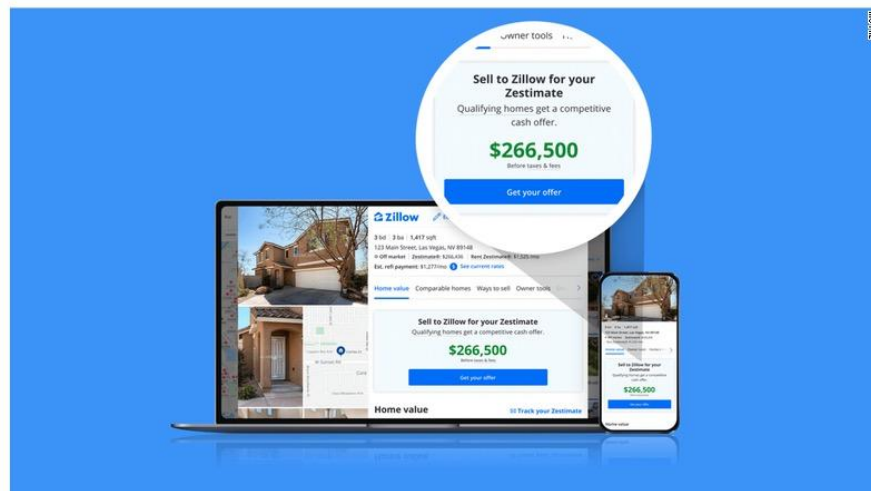 Owner tools
Sell to Zillow for your
Zestimate
Qualifying homes get a competitive
cash offer.
$266,500
Before taxes & fees
Get your offer
Zillow
3 bd 3 ba 1,417 sqft
123 Main Street, Las Vegas, NV 89148
Off market Zestimate®: $266,436 Rent Zestimate®: $1,525 /mo
Est. refi payment: $1,277/mo $ See current rates
Home value Comparable homes Ways to sell Owner tools
Sell to Zillow for your Zestimate
Qualifying homes get a competitive cash offer.
$266,500
Before taxes & fees
Get your offer
Home value
Track your Zestimate
Sell to Zillow for your
Zestimate
Qualifying homes get a competitive
cash offer.
$266,500
Get your offer
Home value